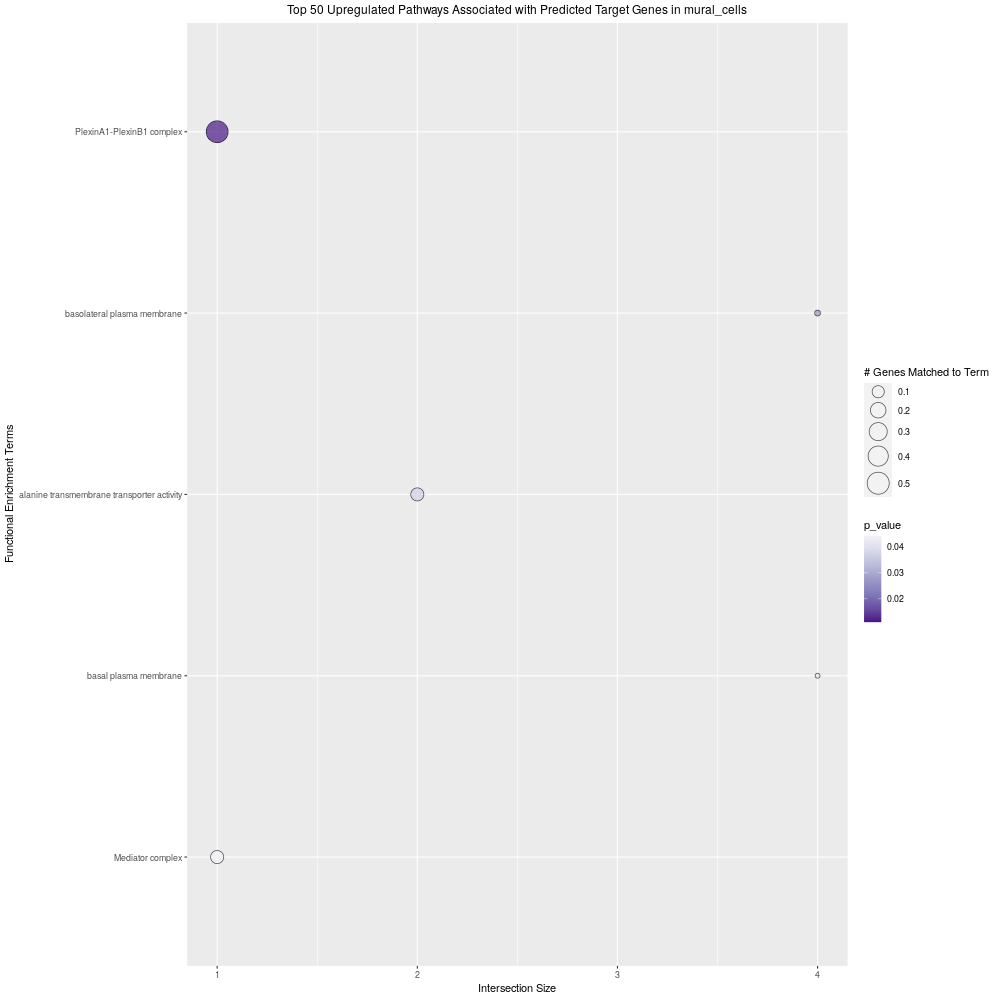 Top 50 Upregulated Pathways Associated with Predicted Target Genes in mural_cells
Functional Enrichment Terms
PlexinA1-PlexinB1 complex
basolateral plasma membrane
alanine transmembrane transporter activity
basal plasma membrane
Mediator complex
1
2
3
4
Intersection Size
# Genes Matched to Term
0.1
0.2
0.3
0.4
0.5
p_value
0.04
0.03
0.02